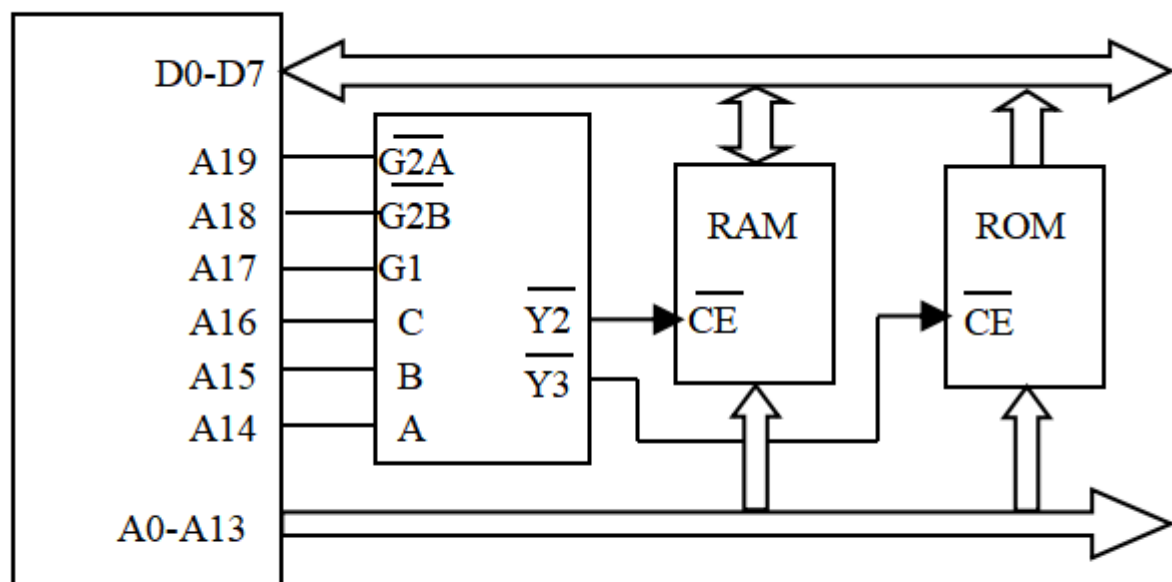 D0-D7
A19
A18
A17
A16
A15
A14
A0-A13
G2A
G2B
G1
C
B
A
Y2
Y3
RAM
CE
ROM
CE